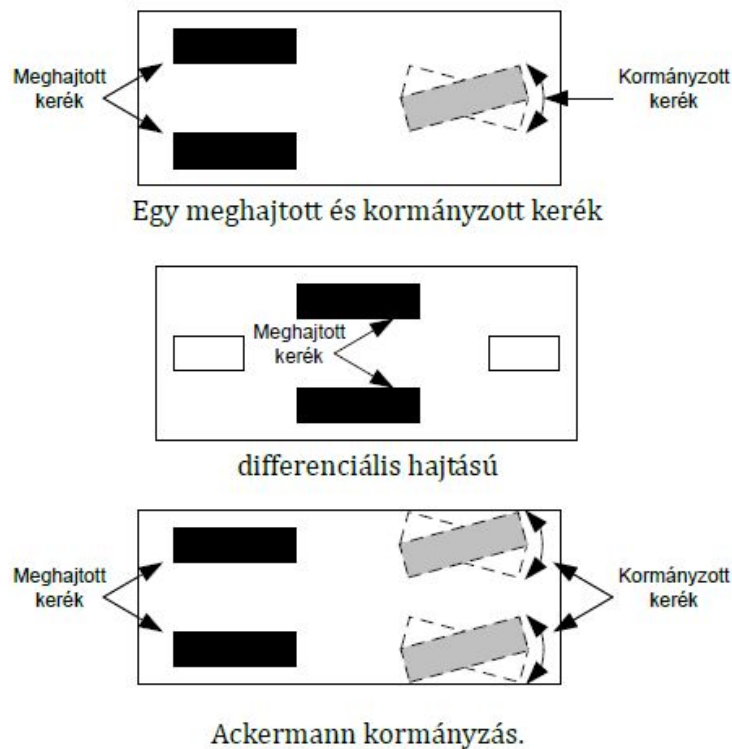 Meghajtott
kerék
Kormányzott
kerék
Egy meghajtott és kormányzott kerék
Meghajtott
kerék
differenciális hajtású
Meghajtott
kerék
Kormányzott
kerék
Ackermann kormányzás.